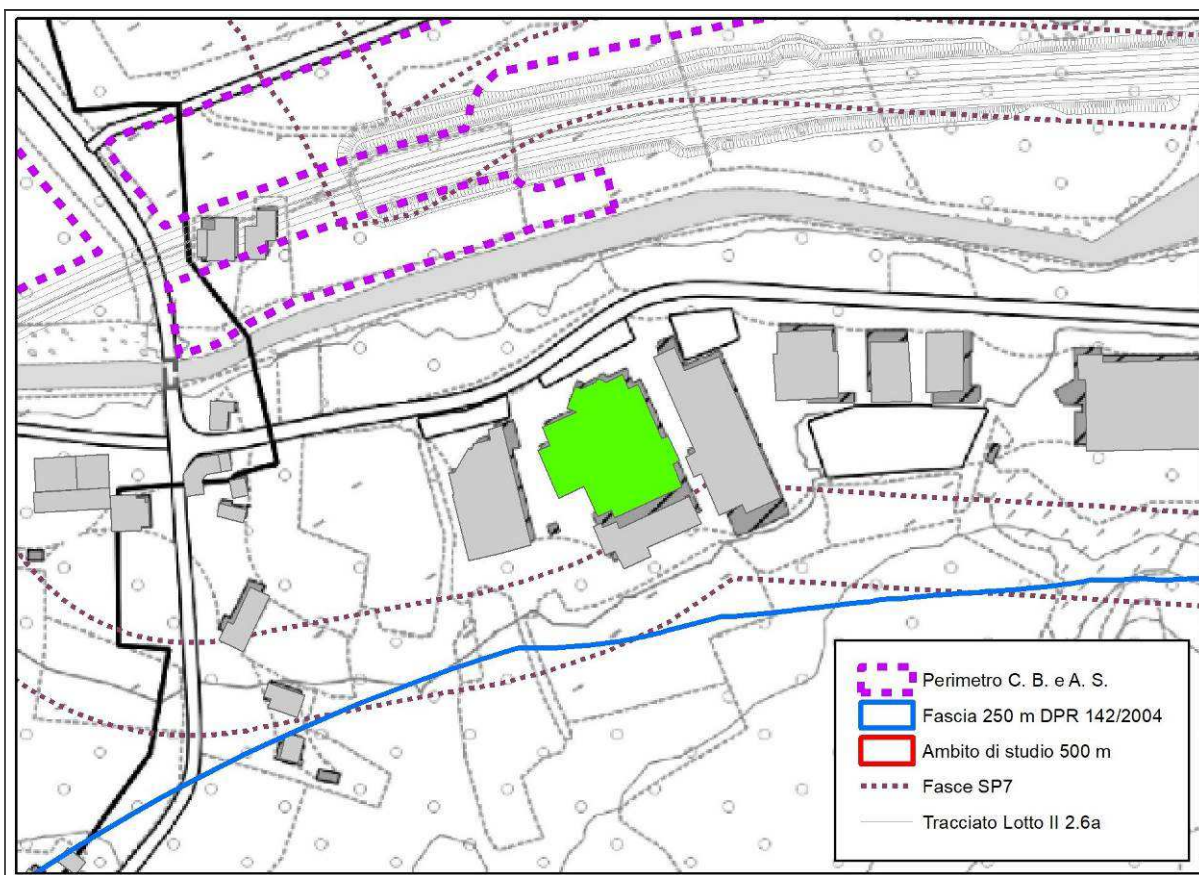 Perimetro C. B. e A. S.
Fascia 250 m DPR 142/2004
Ambito di studio 500 m
Fasce SP7
Tracciato Lotto II 2.6a